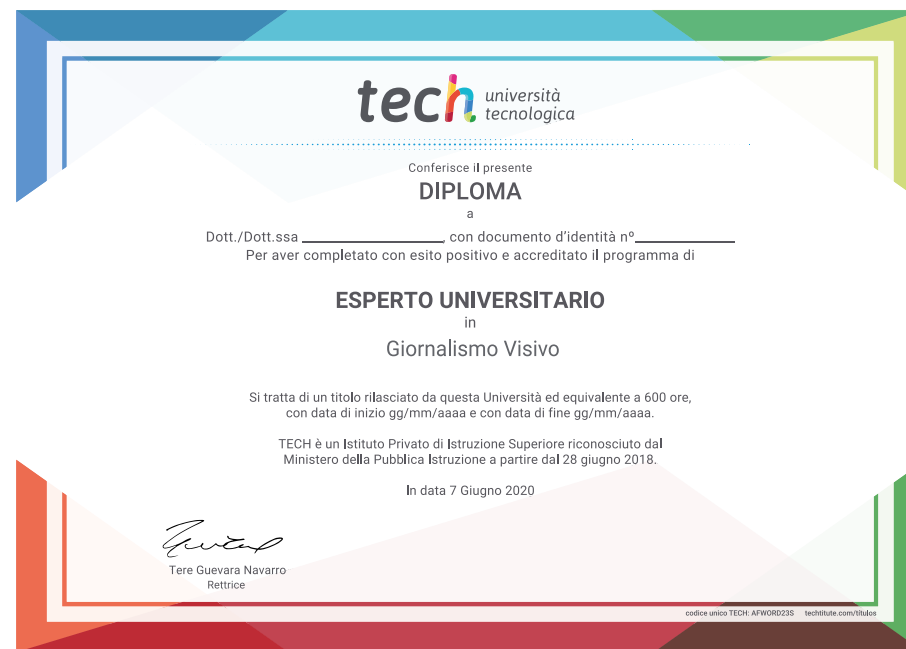 tech università
tecnologica
Conferisce il presente
DIPLOMA
a
Dott./Dott.ssa ____________________, con documento d'identità nº______________
Per aver completato con esito positivo e accreditato il programma di
ESPERTO UNIVERSITARIO
in
Giornalismo Visivo
Si tratta di un titolo rilasciato da questa Università ed equivalente a 600 ore,
con data di inizio gg/mm/aaaa e con data di fine gg/mm/aaaa.
TECH è un Istituto Privato di Istruzione Superiore riconosciuto dal
Ministero della Pubblica Istruzione a partire dal 28 giugno 2018.
In data 7 Giugno 2020
Tere Guevara Navarro
Rettrice
codice unico TECH: AFWORD23S techtitute.com/títulos